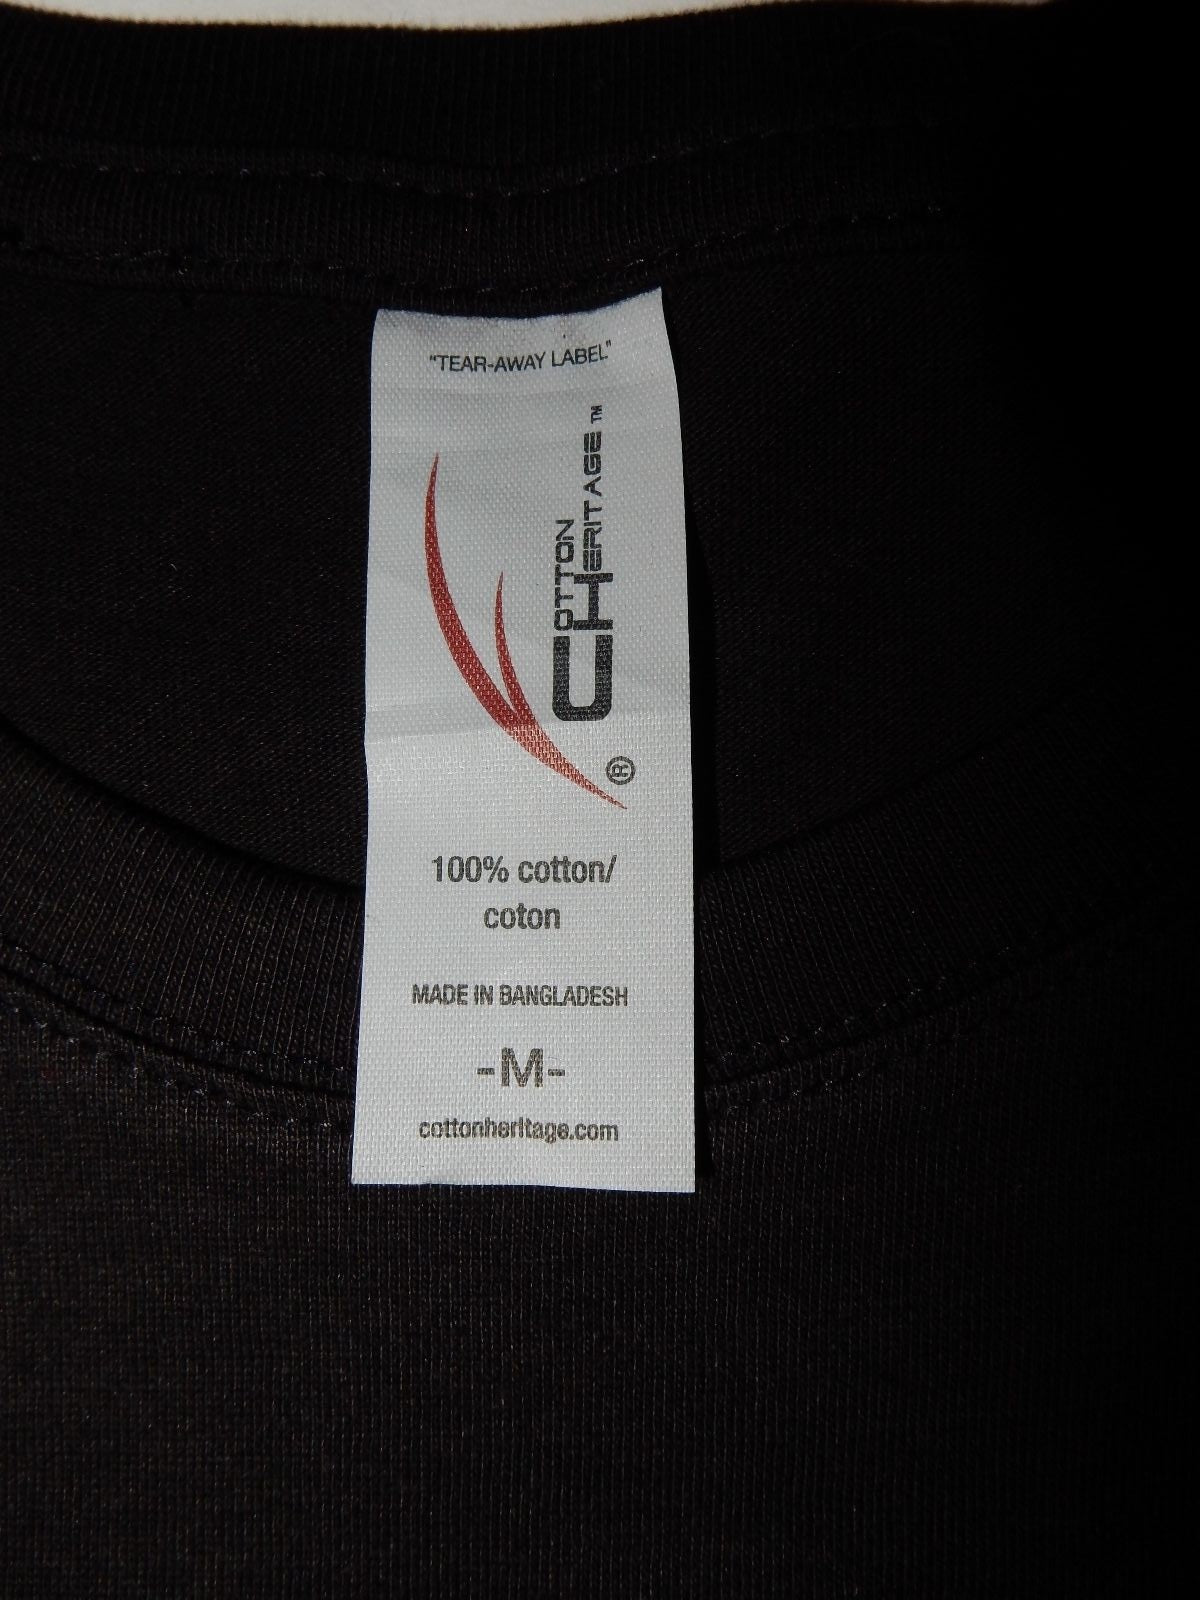 "TEAR-AWAY LABEL"
COTTON
HERITAGE™
®
100% cotton/
coton
MADE IN BANGLADESH
-M-
cottonheritage.com